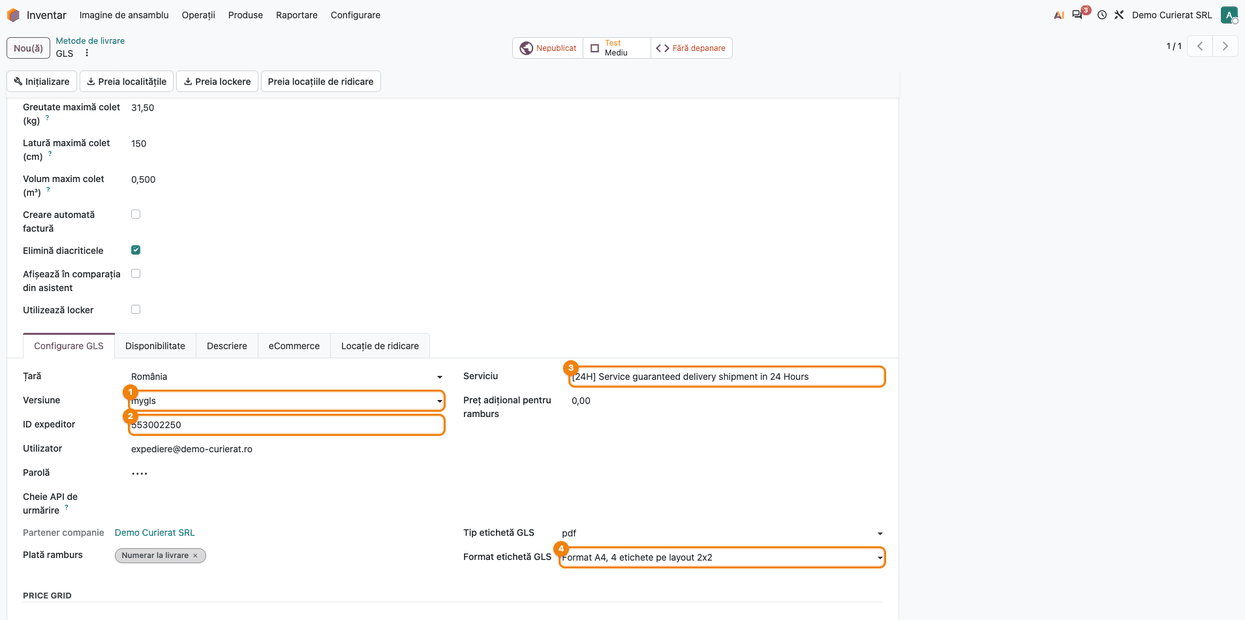 Inventar Imagine de ansamblu Operații Produse Raportare Configurare
AI 3 Demo Curierat SRL A
Nou(ă) Metode de livrare
GLS
Nepublicat Test Mediu Fără depanare
1 / 1
Inițializare Preia localitățile Preia lockere Preia locațiile de ridicare
Greutate maximă colet (kg) ? 31,50
Latură maximă colet (cm) ? 150
Volum maxim colet (m³) ? 0,500
Creare automată factură
Elimină diacriticele
Afișează în comparația din asistent
Utilizează locker
Configurare GLS Disponibilitate Descriere eCommerce Locație de ridicare
Țară România
1
Versiune mygls
2
ID expeditor 553002250
Utilizator expediere@demo-curierat.ro
Parolă ••••
Cheie API de urmărire ?
3
Serviciu [24H] Service guaranteed delivery shipment in 24 Hours
Preț adițional pentru ramburs 0,00
Partener companie Demo Curierat SRL
Plată ramburs Numerar la livrare ×
Tip etichetă GLS pdf
4
Format etichetă GLS Format A4, 4 etichete pe layout 2x2
PRICE GRID